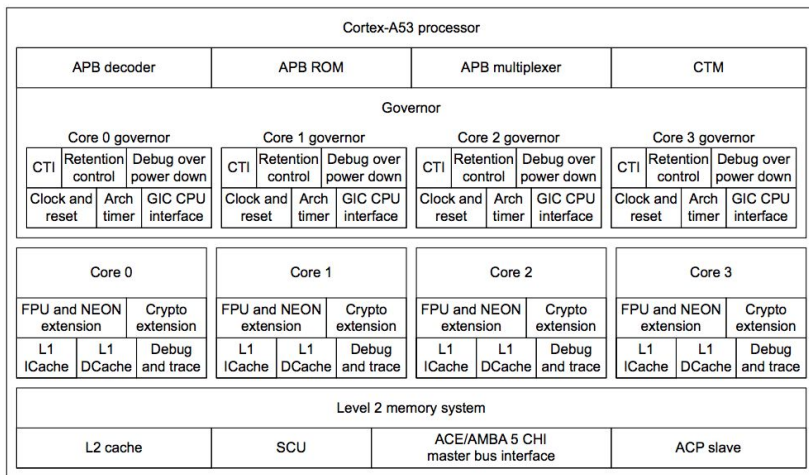 Cortex-A53 processor
APB decoder APB ROM APB multiplexer CTM
Governor
Core 0 governor Core 1 governor Core 2 governor Core 3 governor
CTI Retention control Debug over power down CTI Retention control Debug over power down CTI Retention control Debug over power down CTI Retention control Debug over power down
Clock and reset Arch timer GIC CPU interface Clock and reset Arch timer GIC CPU interface Clock and reset Arch timer GIC CPU interface Clock and reset Arch timer GIC CPU interface
Core 0 Core 1 Core 2 Core 3
FPU and NEON extension Crypto extension FPU and NEON extension Crypto extension FPU and NEON extension Crypto extension FPU and NEON extension Crypto extension
L1 ICache L1 DCache Debug and trace L1 ICache L1 DCache Debug and trace L1 ICache L1 DCache Debug and trace L1 ICache L1 DCache Debug and trace
Level 2 memory system
L2 cache SCU ACE/AMBA 5 CHI master bus interface ACP slave